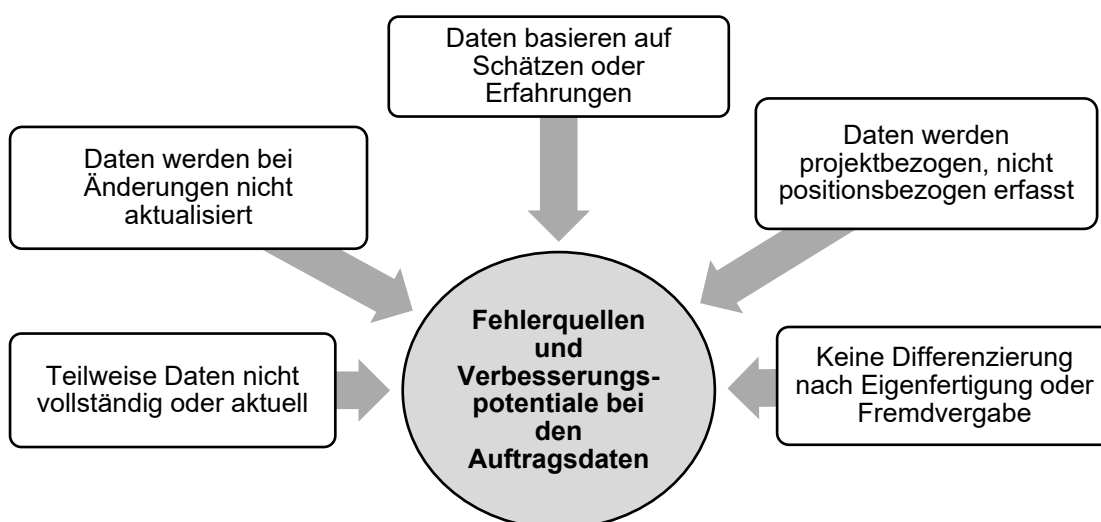 Daten basieren auf
Schätzen oder
Erfahrungen
Daten werden bei
Änderungen nicht
aktualisiert
Daten werden
projektbezogen, nicht
positionsbezogen erfasst
Teilweise Daten nicht
vollständig oder aktuell
Fehlerquellen
und
Verbesserungs-
potentiale bei
den
Auftragsdaten
Keine Differenzierung
nach Eigenfertigung oder
Fremdvergabe